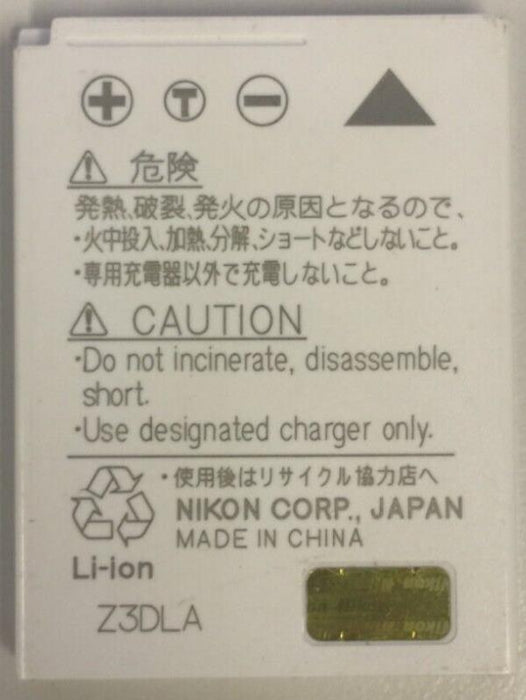 + T −
危険
発熱、破裂、発火の原因となるので、
・火中投入、加熱、分解、ショートなどしないこと。
・専用充電器以外で充電しないこと。
CAUTION
・Do not incinerate, disassemble,
short.
・Use designated charger only.
・使用後はリサイクル協力店へ
NIKON CORP., JAPAN
MADE IN CHINA
Li-ion
Z3DLA
Nikon